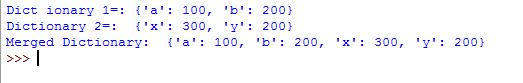 Dict ionary 1=: {'a': 100, 'b': 200}
Dictionary 2=:  {'x': 300, 'y': 200}
Merged Dictionary:  {'a': 100, 'b': 200, 'x': 300, 'y': 200}
>>>